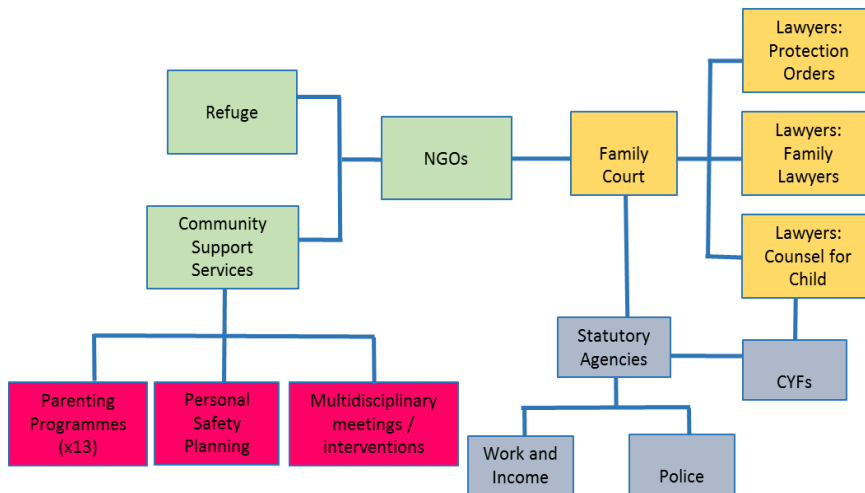 Lawyers:
Protection
Orders
Refuge
NGOs
Family
Court
Lawyers:
Family
Lawyers
Community
Support
Services
Lawyers:
Counsel for
Child
Statutory
Agencies
CYFs
Parenting
Programmes
(x13)
Personal
Safety
Planning
Multidisciplinary
meetings /
interventions
Work and
Income
Police